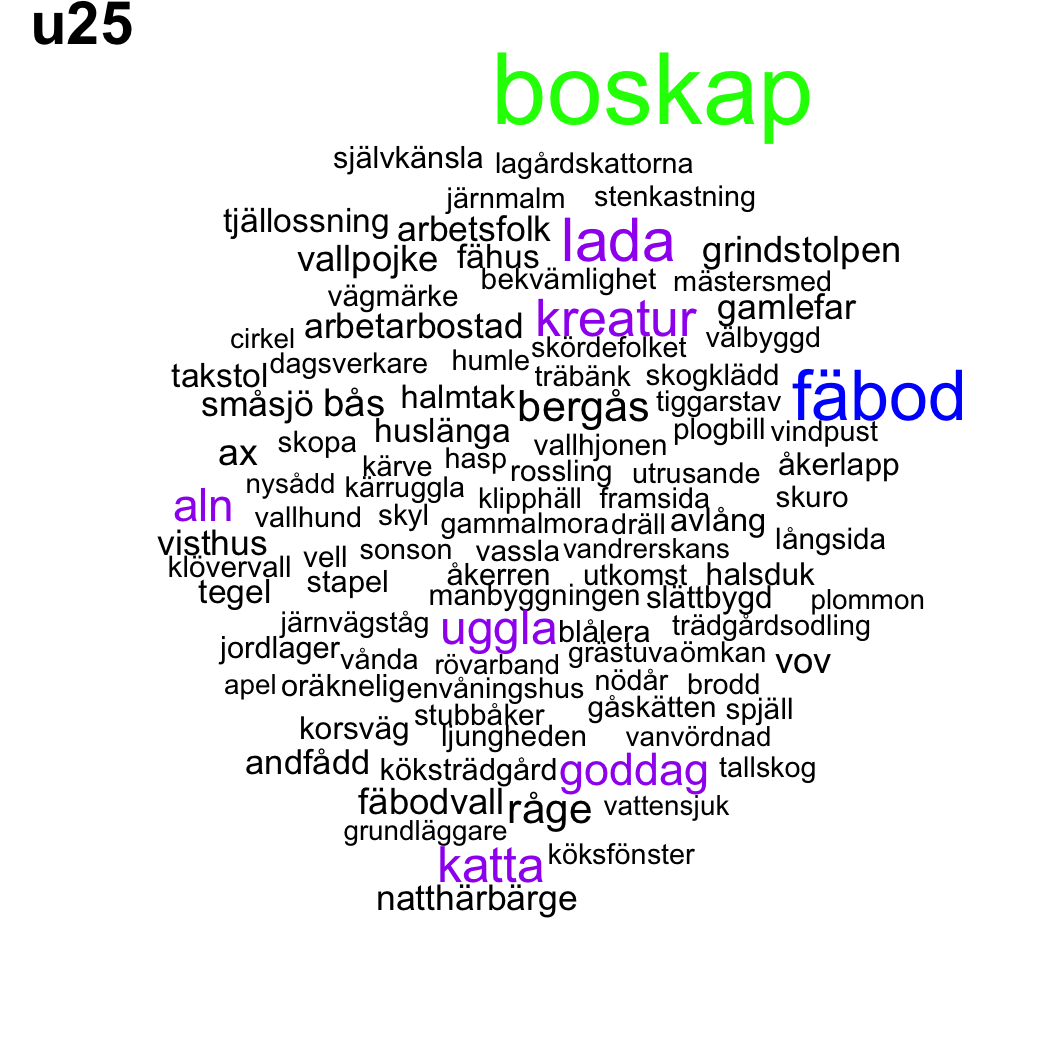 u25
boskap
självkänsla lagårdskattorna
järnmalm stenkastning
tjällossning arbetsfolk lada grindstolpen
vallpojke fähus
bekvämlighet mästersmed
vägmärke kreatur gamlefar
cirkel arbetarbostad skördefolket välbyggd
takstol dagsverkare humle träbänk skogklädd fäbod
småsjö bås halmtak bergås tiggarstav
huslänga vallhjonen plogbill vindpust
ax skopa kärve hasp rossling utrusande åkerlapp
nysådd kärruggla klipphäll framsida skuro
aln vallhund skyl gammalmora dräll avlång
visthus vell sonson vassla vandrerskans långsida
klövervall stapel åkerren utkomst halsduk
tegel manbyggningen slättbygd plommon
järnvägståg uggla blålera trädgårdsodling
jordlager vånda rövarband grästuva ömkan vov
apel oräknelig envåningshus nödår brodd
korsväg stubbåker gåskätten spjäll
ljungheden vanvördnad
andfådd köksträdgård goddag tallskog
fäbodvall råge vattensjuk
grundläggare
katta köksfönster
natthärbärge